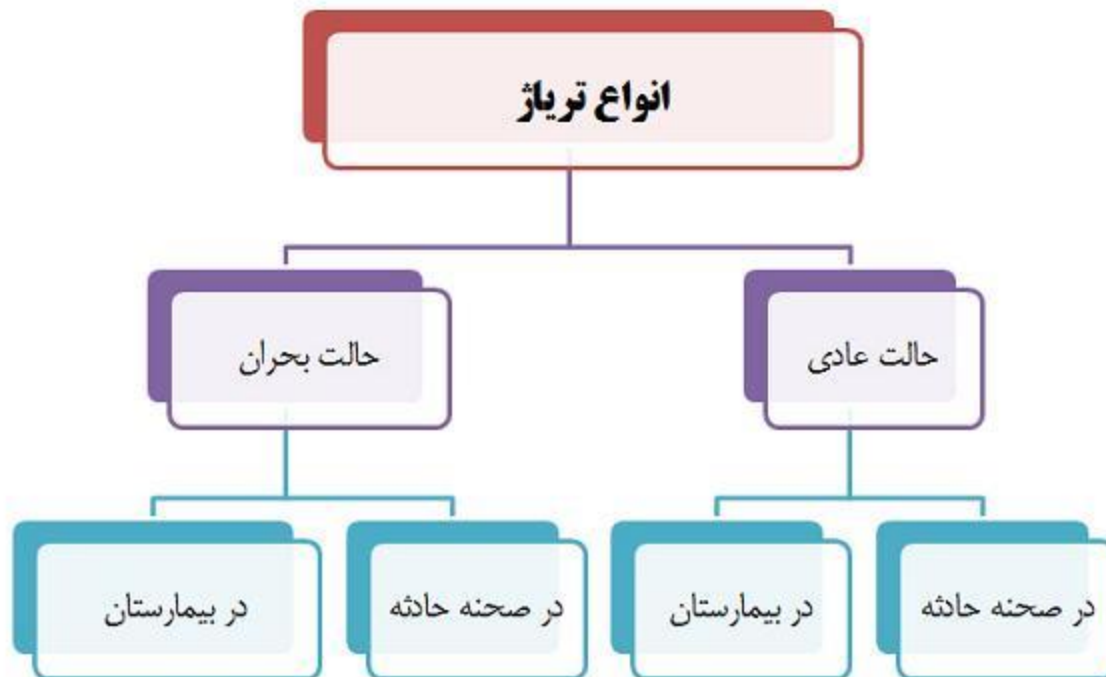 انواع تریاژ
حالت عادی
حالت بحران
در صحنه حادثه
در بیمارستان
در صحنه حادثه
در بیمارستان